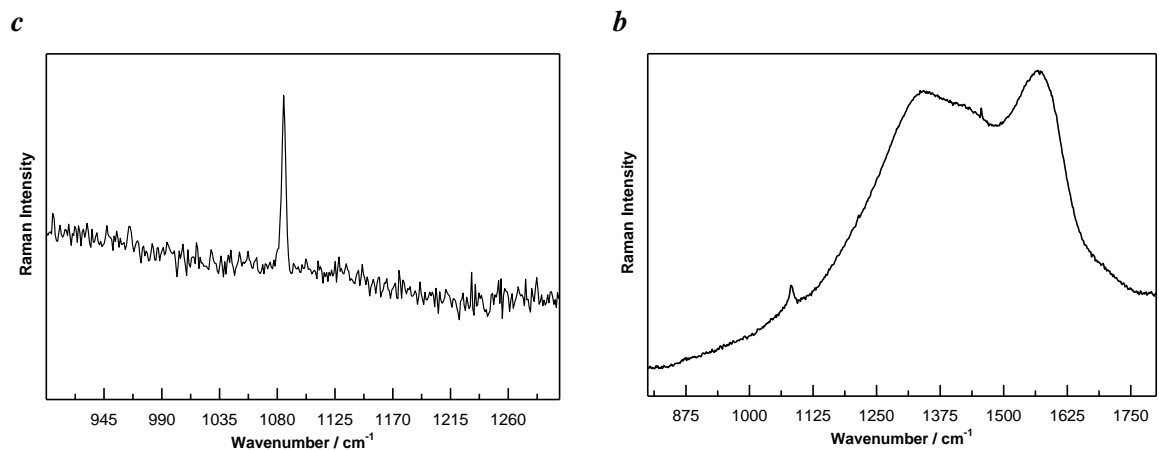 c
Raman Intensity
945 990 1035 1080 1125 1170 1215 1260
Wavenumber / cm⁻¹
b
Raman Intensity
875 1000 1125 1250 1375 1500 1625 1750
Wavenumber / cm⁻¹